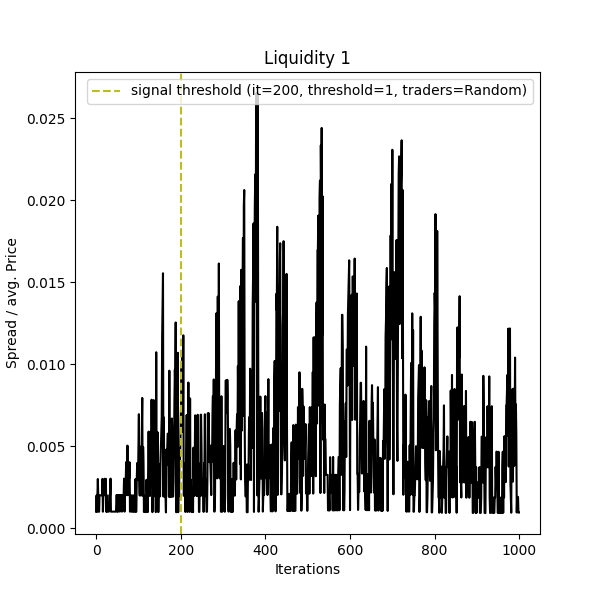 Liquidity 1
signal threshold (it=200, threshold=1, traders=Random)
0.025
0.020
0.015
0.010
0.005
0.000
Spread / avg. Price
0 200 400 600 800 1000
Iterations